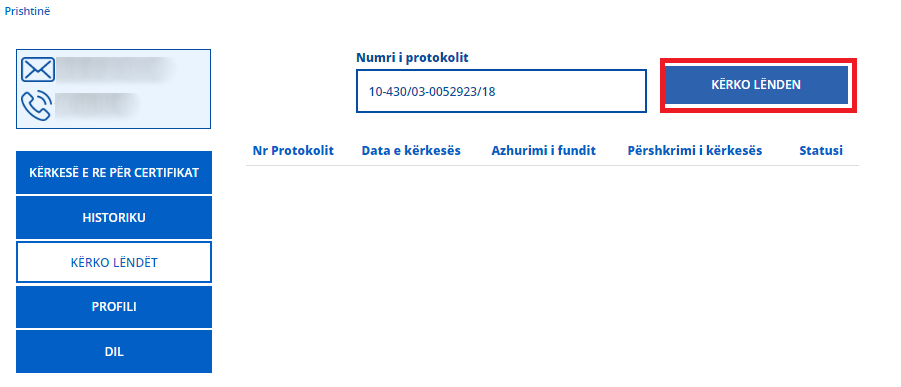 Prishtinë
Numri i protokolit
10-430/03-0052923/18
KËRKO LËNDEN
Nr Protokolit Data e kërkesës Azhurimi i fundit Përshkrimi i kërkesës Statusi
KËRKESË E RE PËR CERTIFIKAT
HISTORIKU
KËRKO LËNDËT
PROFILI
DIL